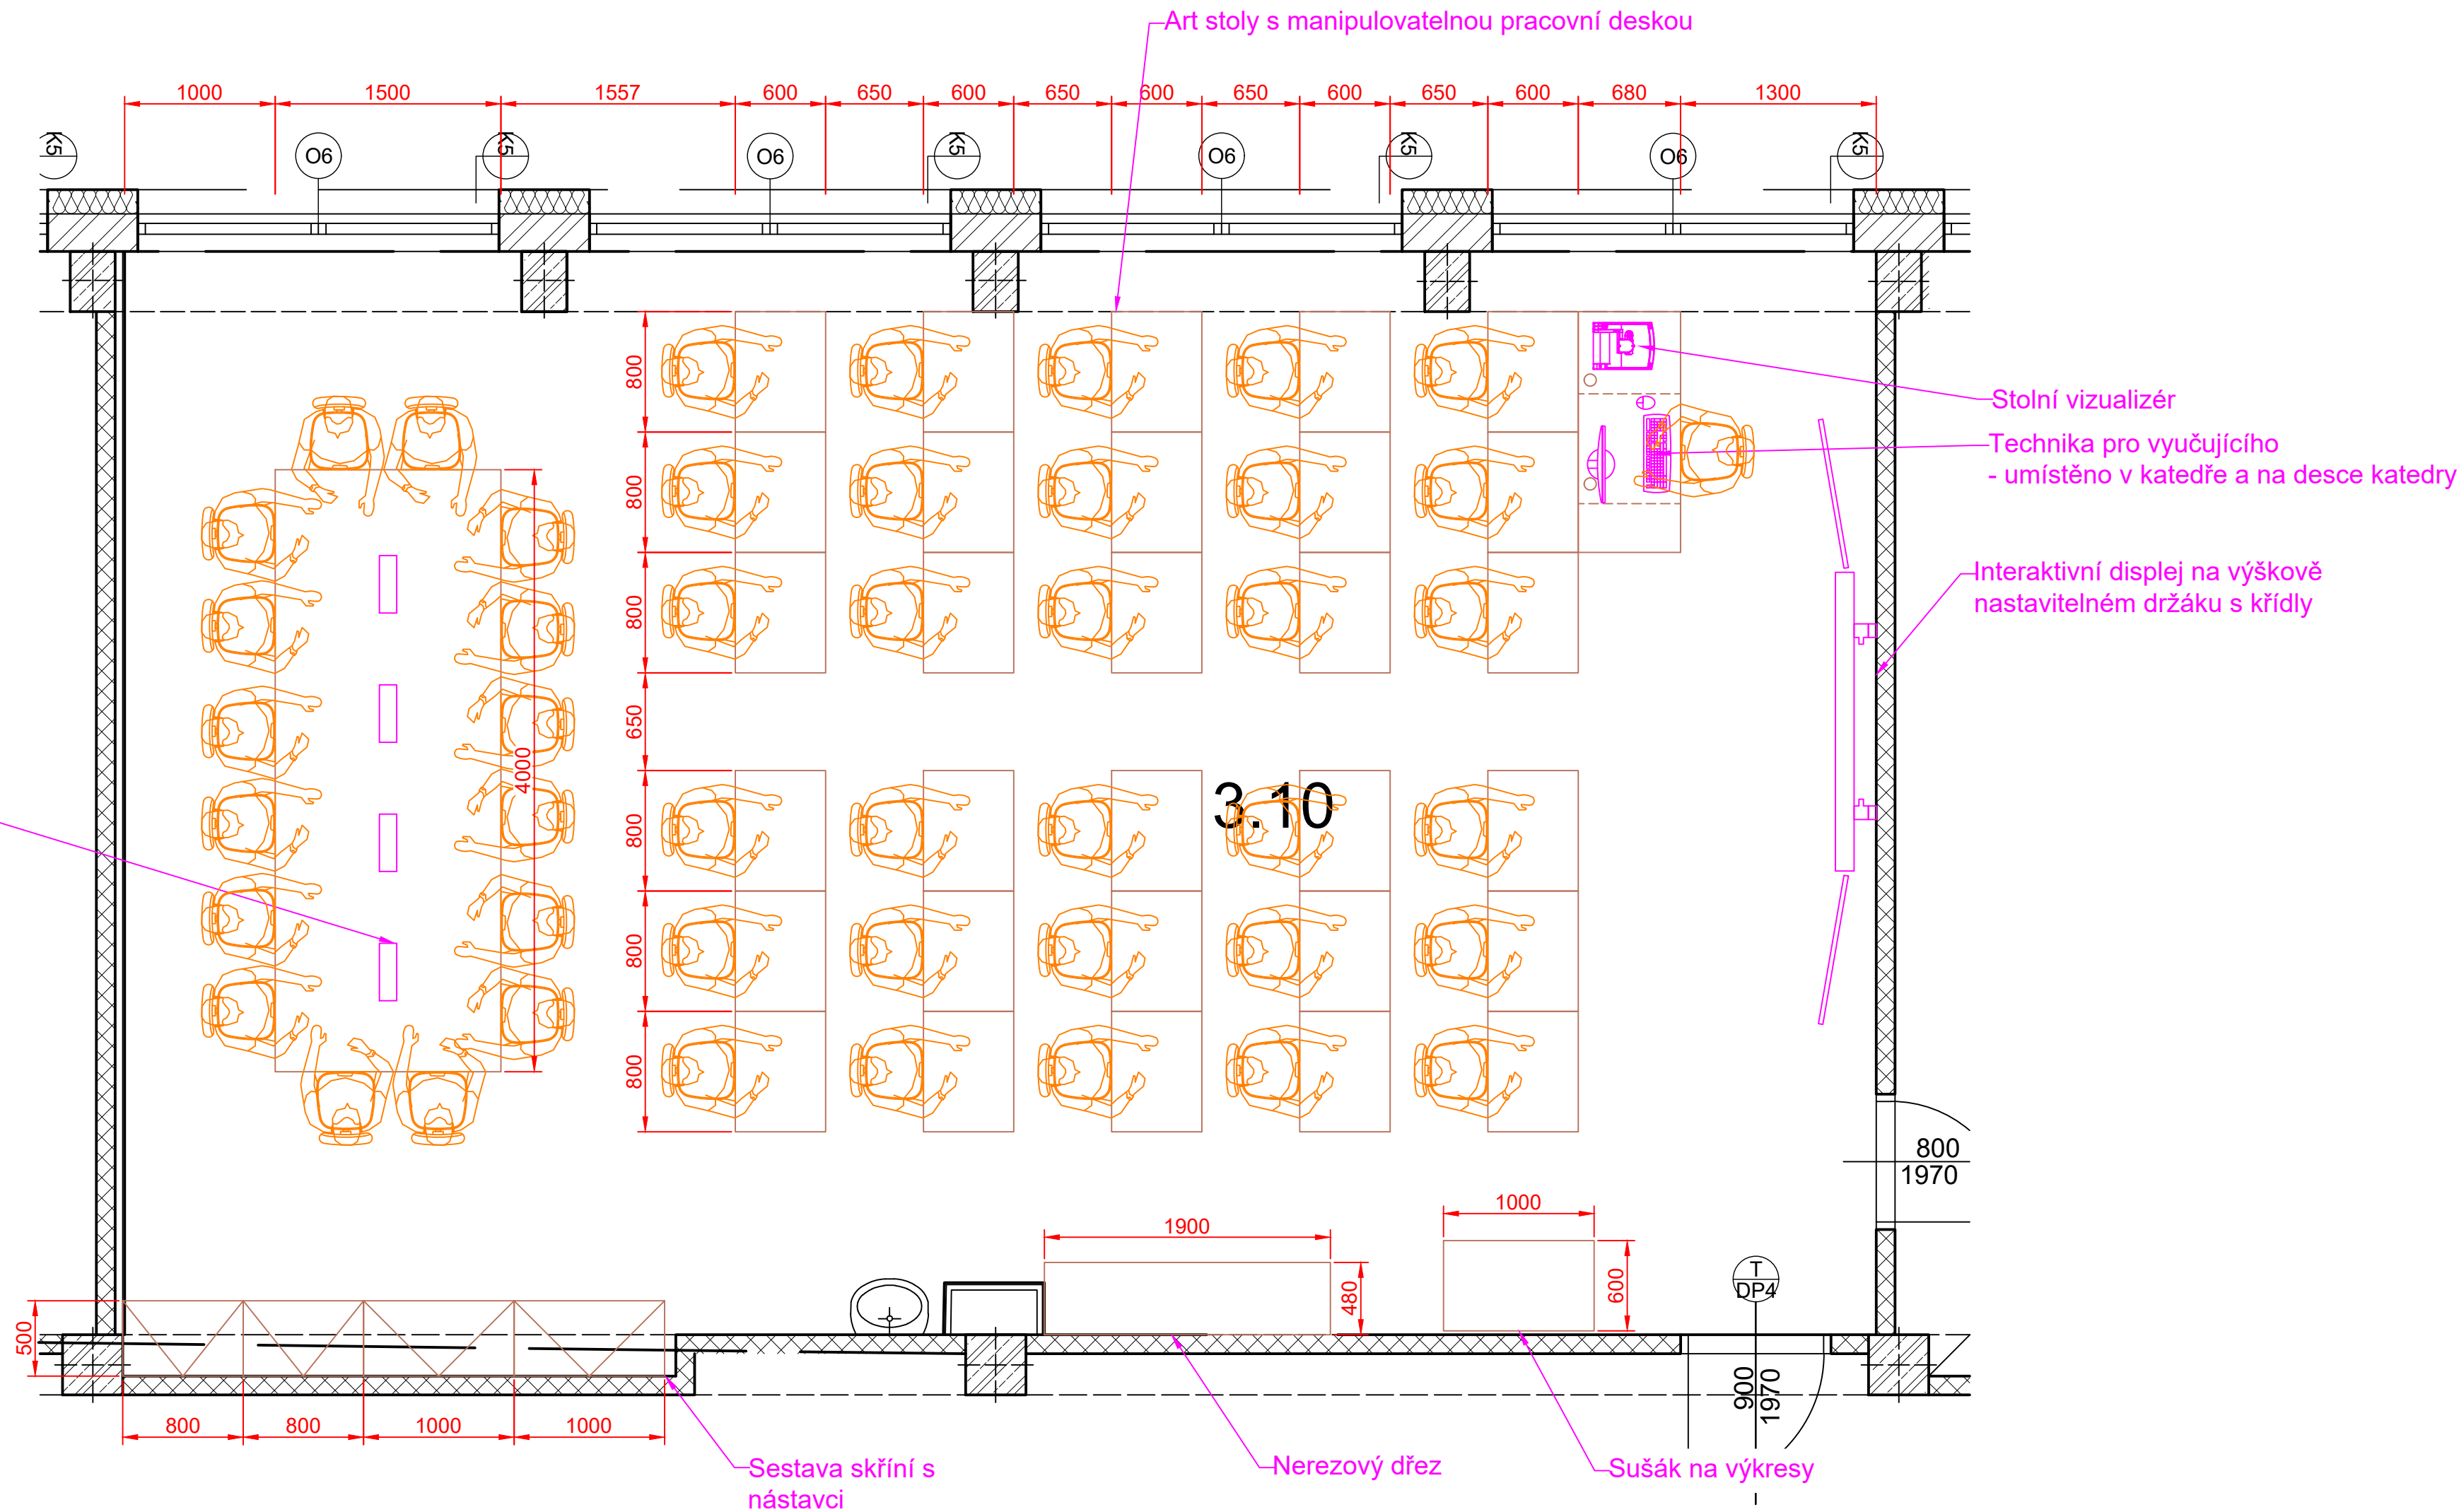 Art stoly s manipulovatelnou pracovní deskou
1000 1500 1557 600 650 600 650 600 650 600 650 600 680 1300
K5 O6 K5 O6 K5 O6 K5 O6 K5
800
800
800
650
800
800
800
4000
Stolní vizualizér
Technika pro vyučujícího
- umístěno v katedře a na desce katedry
Interaktivní displej na výškově
nastavitelném držáku s křídly
3.10
800
1970
1900
480
1000
600
T
DP4
900
1970
500
800 800 1000 1000
Sestava skříní s
nástavci
Nerezový dřez
Sušák na výkresy